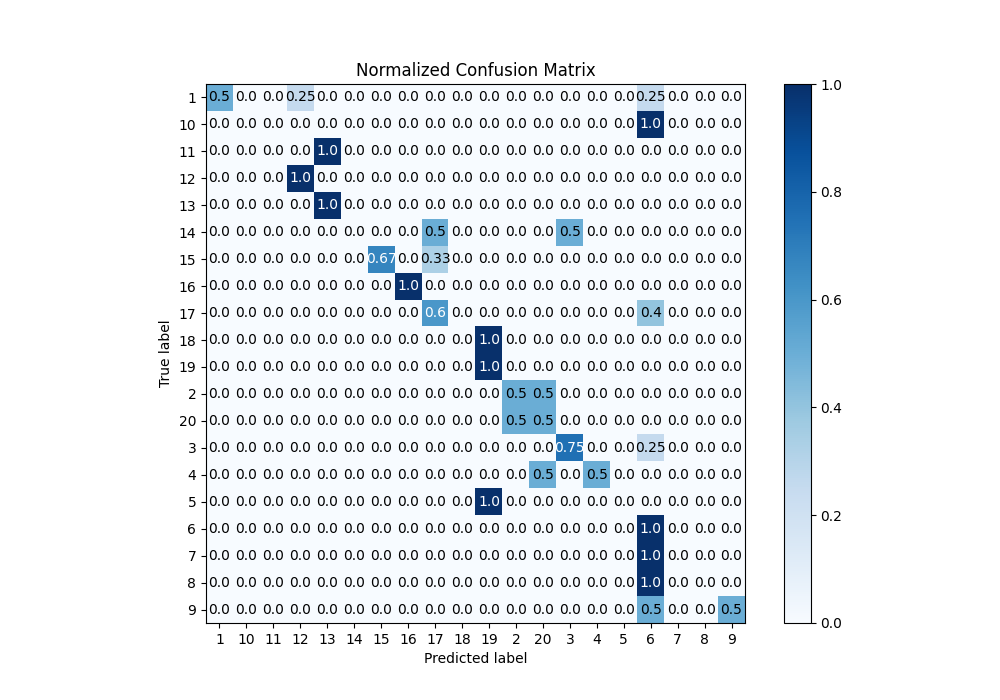 Normalized Confusion Matrix
1 0.5 0.0 0.0 0.25 0.0 0.0 0.0 0.0 0.0 0.0 0.0 0.0 0.0 0.0 0.0 0.0 0.25 0.0 0.0 0.0
10 0.0 0.0 0.0 0.0 0.0 0.0 0.0 0.0 0.0 0.0 0.0 0.0 0.0 0.0 0.0 0.0 1.0 0.0 0.0 0.0
11 0.0 0.0 0.0 0.0 1.0 0.0 0.0 0.0 0.0 0.0 0.0 0.0 0.0 0.0 0.0 0.0 0.0 0.0 0.0 0.0
12 0.0 0.0 0.0 1.0 0.0 0.0 0.0 0.0 0.0 0.0 0.0 0.0 0.0 0.0 0.0 0.0 0.0 0.0 0.0 0.0
13 0.0 0.0 0.0 0.0 1.0 0.0 0.0 0.0 0.0 0.0 0.0 0.0 0.0 0.0 0.0 0.0 0.0 0.0 0.0 0.0
14 0.0 0.0 0.0 0.0 0.0 0.0 0.0 0.0 0.5 0.0 0.0 0.0 0.0 0.5 0.0 0.0 0.0 0.0 0.0 0.0
15 0.0 0.0 0.0 0.0 0.0 0.0 0.67 0.0 0.33 0.0 0.0 0.0 0.0 0.0 0.0 0.0 0.0 0.0 0.0 0.0
16 0.0 0.0 0.0 0.0 0.0 0.0 0.0 1.0 0.0 0.0 0.0 0.0 0.0 0.0 0.0 0.0 0.0 0.0 0.0 0.0
17 0.0 0.0 0.0 0.0 0.0 0.0 0.0 0.0 0.6 0.0 0.0 0.0 0.0 0.0 0.0 0.0 0.4 0.0 0.0 0.0
18 0.0 0.0 0.0 0.0 0.0 0.0 0.0 0.0 0.0 0.0 1.0 0.0 0.0 0.0 0.0 0.0 0.0 0.0 0.0 0.0
19 0.0 0.0 0.0 0.0 0.0 0.0 0.0 0.0 0.0 0.0 1.0 0.0 0.0 0.0 0.0 0.0 0.0 0.0 0.0 0.0
2 0.0 0.0 0.0 0.0 0.0 0.0 0.0 0.0 0.0 0.0 0.0 0.5 0.5 0.0 0.0 0.0 0.0 0.0 0.0 0.0
20 0.0 0.0 0.0 0.0 0.0 0.0 0.0 0.0 0.0 0.0 0.0 0.5 0.5 0.0 0.0 0.0 0.0 0.0 0.0 0.0
3 0.0 0.0 0.0 0.0 0.0 0.0 0.0 0.0 0.0 0.0 0.0 0.0 0.0 0.75 0.0 0.0 0.25 0.0 0.0 0.0
4 0.0 0.0 0.0 0.0 0.0 0.0 0.0 0.0 0.0 0.0 0.0 0.0 0.5 0.0 0.5 0.0 0.0 0.0 0.0 0.0
5 0.0 0.0 0.0 0.0 0.0 0.0 0.0 0.0 0.0 0.0 1.0 0.0 0.0 0.0 0.0 0.0 0.0 0.0 0.0 0.0
6 0.0 0.0 0.0 0.0 0.0 0.0 0.0 0.0 0.0 0.0 0.0 0.0 0.0 0.0 0.0 0.0 1.0 0.0 0.0 0.0
7 0.0 0.0 0.0 0.0 0.0 0.0 0.0 0.0 0.0 0.0 0.0 0.0 0.0 0.0 0.0 0.0 1.0 0.0 0.0 0.0
8 0.0 0.0 0.0 0.0 0.0 0.0 0.0 0.0 0.0 0.0 0.0 0.0 0.0 0.0 0.0 0.0 1.0 0.0 0.0 0.0
9 0.0 0.0 0.0 0.0 0.0 0.0 0.0 0.0 0.0 0.0 0.0 0.0 0.0 0.0 0.0 0.0 0.5 0.0 0.0 0.5
1 10 11 12 13 14 15 16 17 18 19 2 20 3 4 5 6 7 8 9
Predicted label
True label
1.0
0.8
0.6
0.4
0.2
0.0